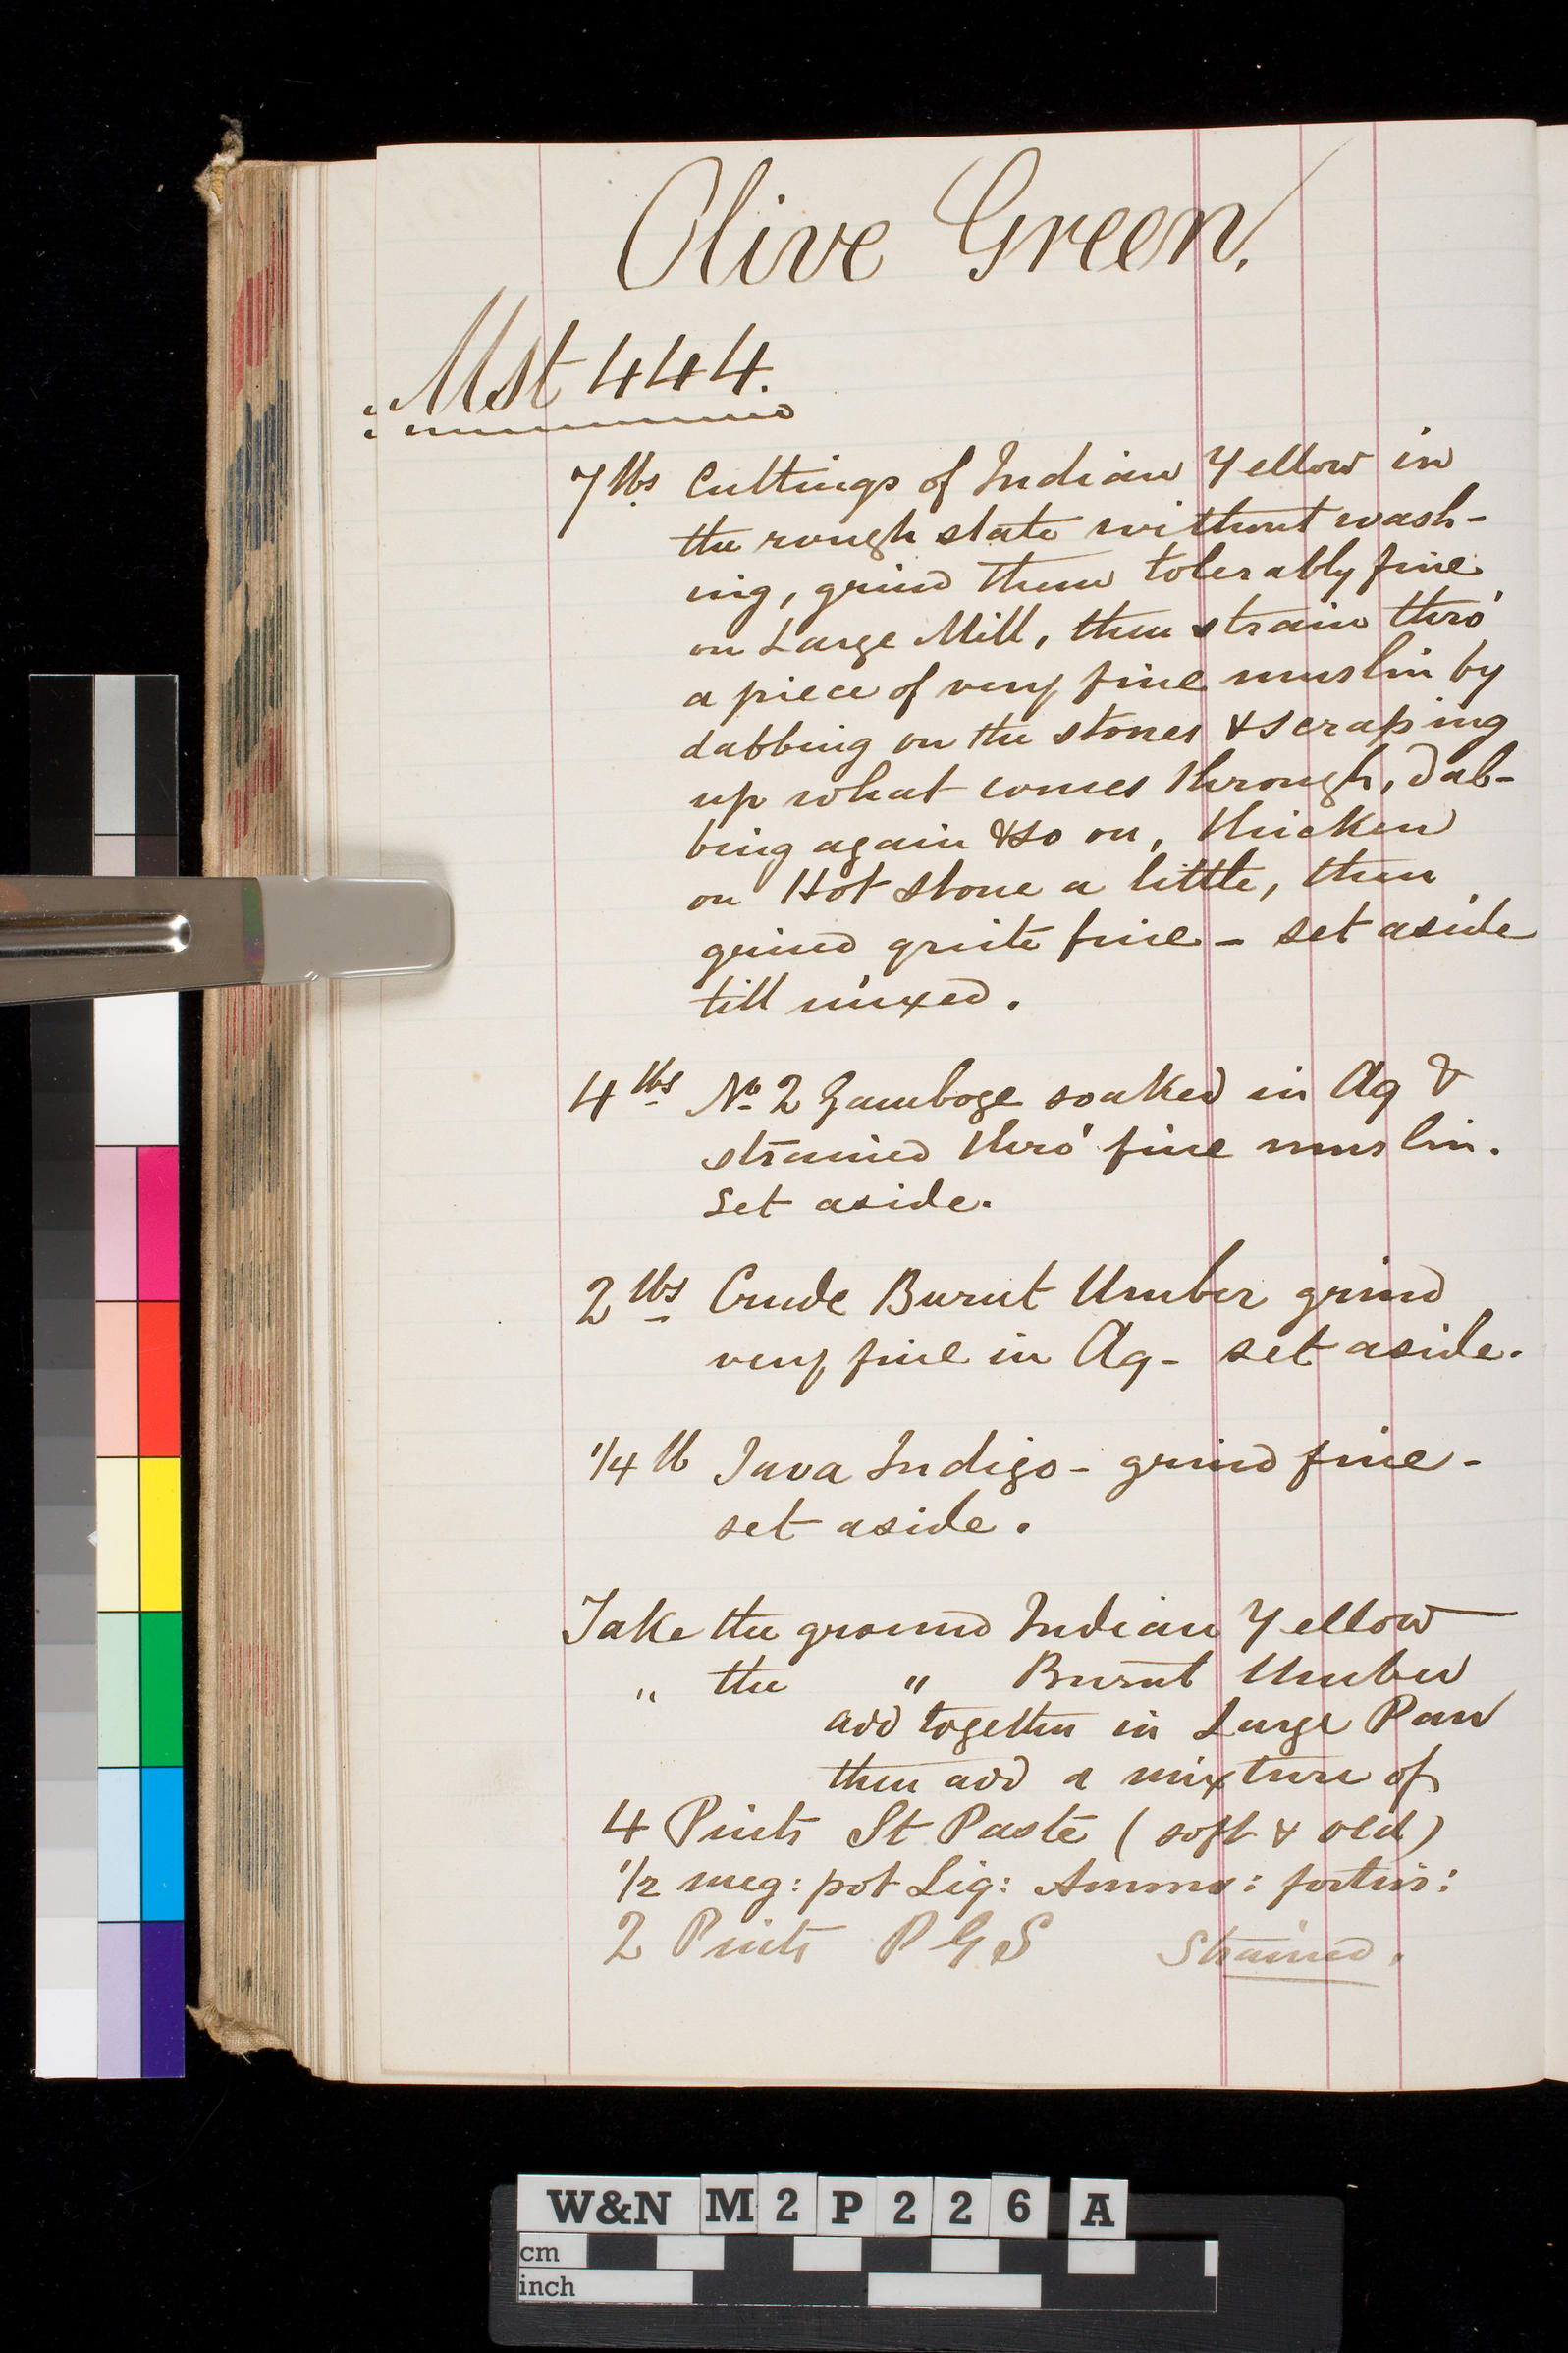 Olive Green.
Mst 444.
7 lbs Cuttings of Indian Yellow in
the rough state without wash-
ing, grind them tolerably fine
on Large Mill, then strain thro'
a piece of very fine muslin by
dabbing on the stones & scraping
up what comes through, dab-
bing again & so on, thicken
on Hot stone a little, then
grind quite fine - set aside
till mixed.
4 lbs No 2 Gamboge soaked in Aq &
strained thro' fine muslin.
Set aside.
2 lbs Crude Burnt Umber grind
very fine in Aq - set aside.
1/4 lb Java Indigo - grind fine -
set aside.
Take the ground Indian Yellow
" the " Burnt Umber
add together in Large Pan
then add a mixture of
4 Pints St Paste (soft & old)
1/2 meg: pot Liq: Ammo: fortis:
2 Pints P G S Strained.
W&N M2P226 A
cm
inch